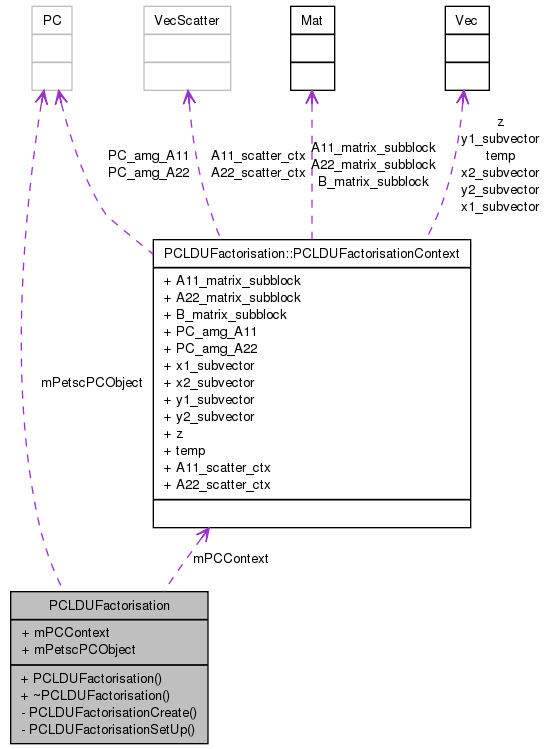 PC
VecScatter
Mat
Vec
PC_amg_A11
PC_amg_A22
A11_scatter_ctx
A22_scatter_ctx
A11_matrix_subblock
A22_matrix_subblock
B_matrix_subblock
z
y1_subvector
temp
x2_subvector
y2_subvector
x1_subvector
PCLDUFactorisation::PCLDUFactorisationContext
+ A11_matrix_subblock
+ A22_matrix_subblock
+ B_matrix_subblock
+ PC_amg_A11
+ PC_amg_A22
+ x1_subvector
+ x2_subvector
+ y1_subvector
+ y2_subvector
+ z
+ temp
+ A11_scatter_ctx
+ A22_scatter_ctx
mPetscPCObject
mPCContext
PCLDUFactorisation
+ mPCContext
+ mPetscPCObject
+ PCLDUFactorisation()
+ ~PCLDUFactorisation()
- PCLDUFactorisationCreate()
- PCLDUFactorisationSetUp()